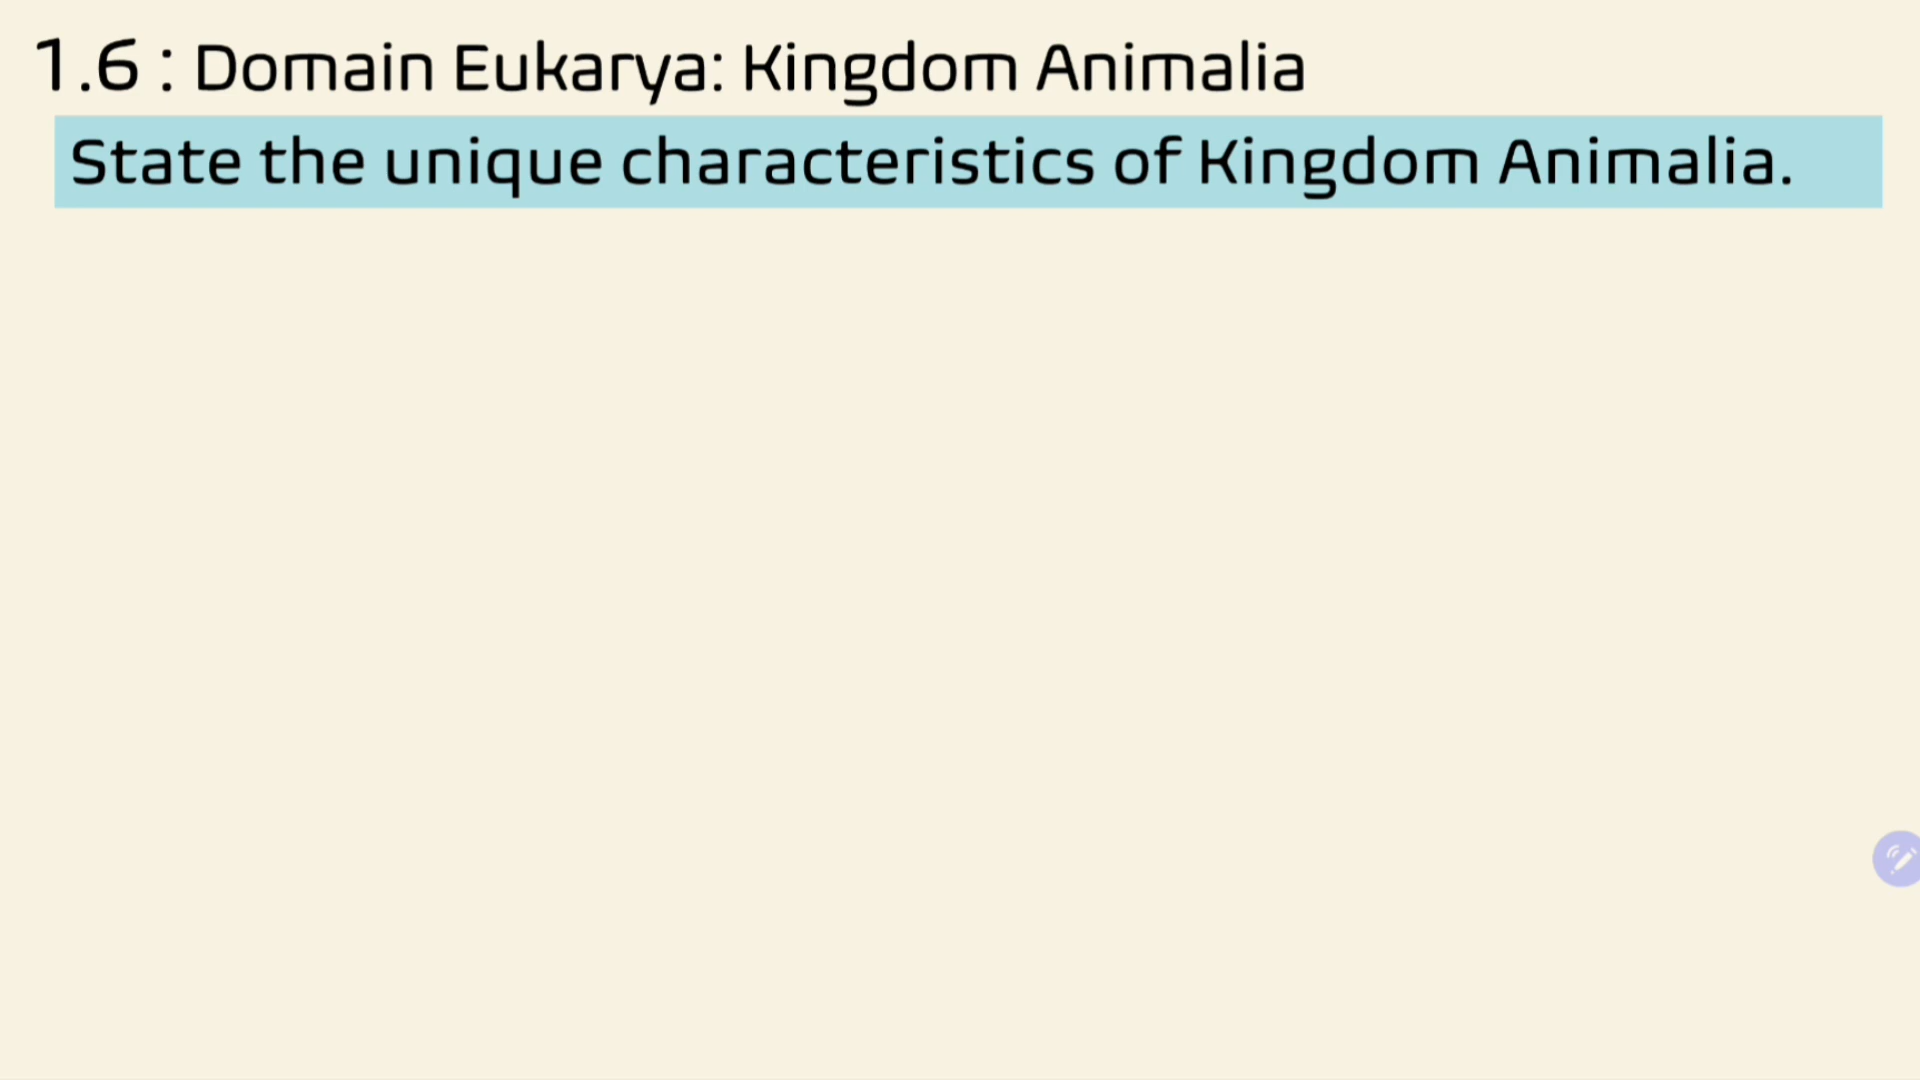 1.6 : Domain Eukarya: Kingdom Animalia
State the unique characteristics of Kingdom Animalia.